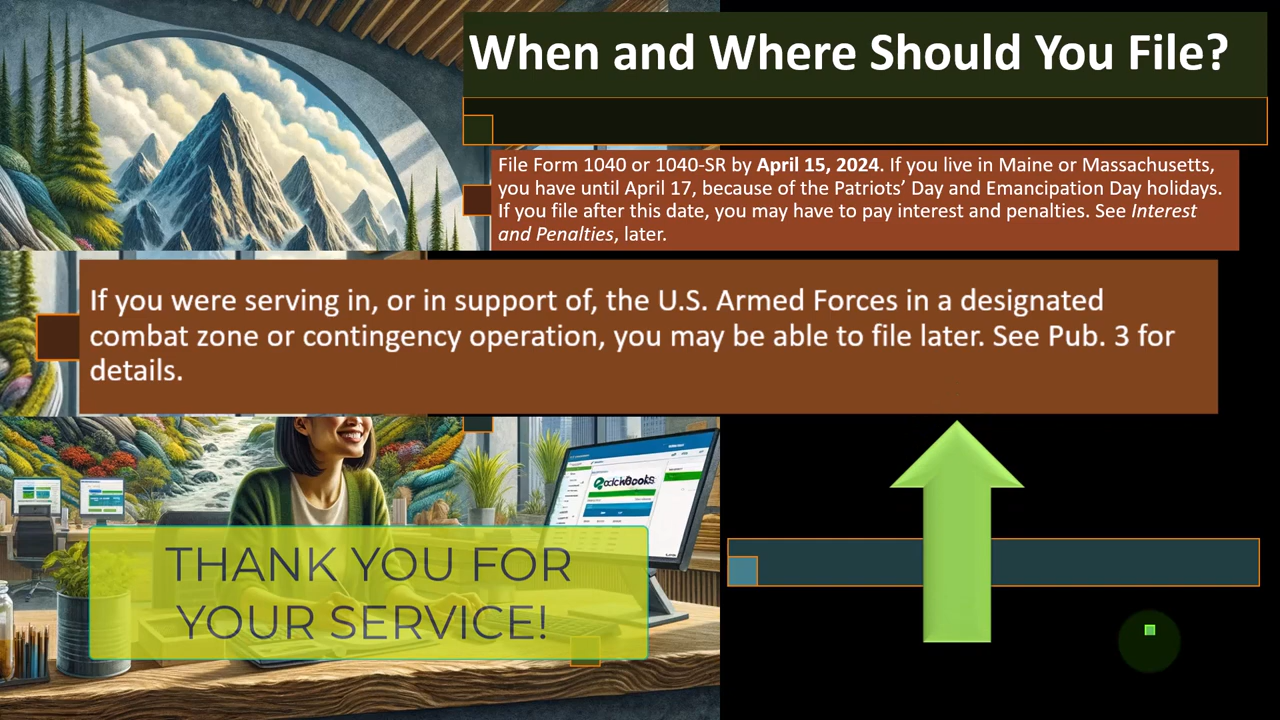 When and Where Should You File?
File Form 1040 or 1040-SR by April 15, 2024. If you live in Maine or Massachusetts,
you have until April 17, because of the Patriots’ Day and Emancipation Day holidays.
If you file after this date, you may have to pay interest and penalties. See Interest
and Penalties, later.
If you were serving in, or in support of, the U.S. Armed Forces in a designated
combat zone or contingency operation, you may be able to file later. See Pub. 3 for
details.
THANK YOU FOR
YOUR SERVICE!